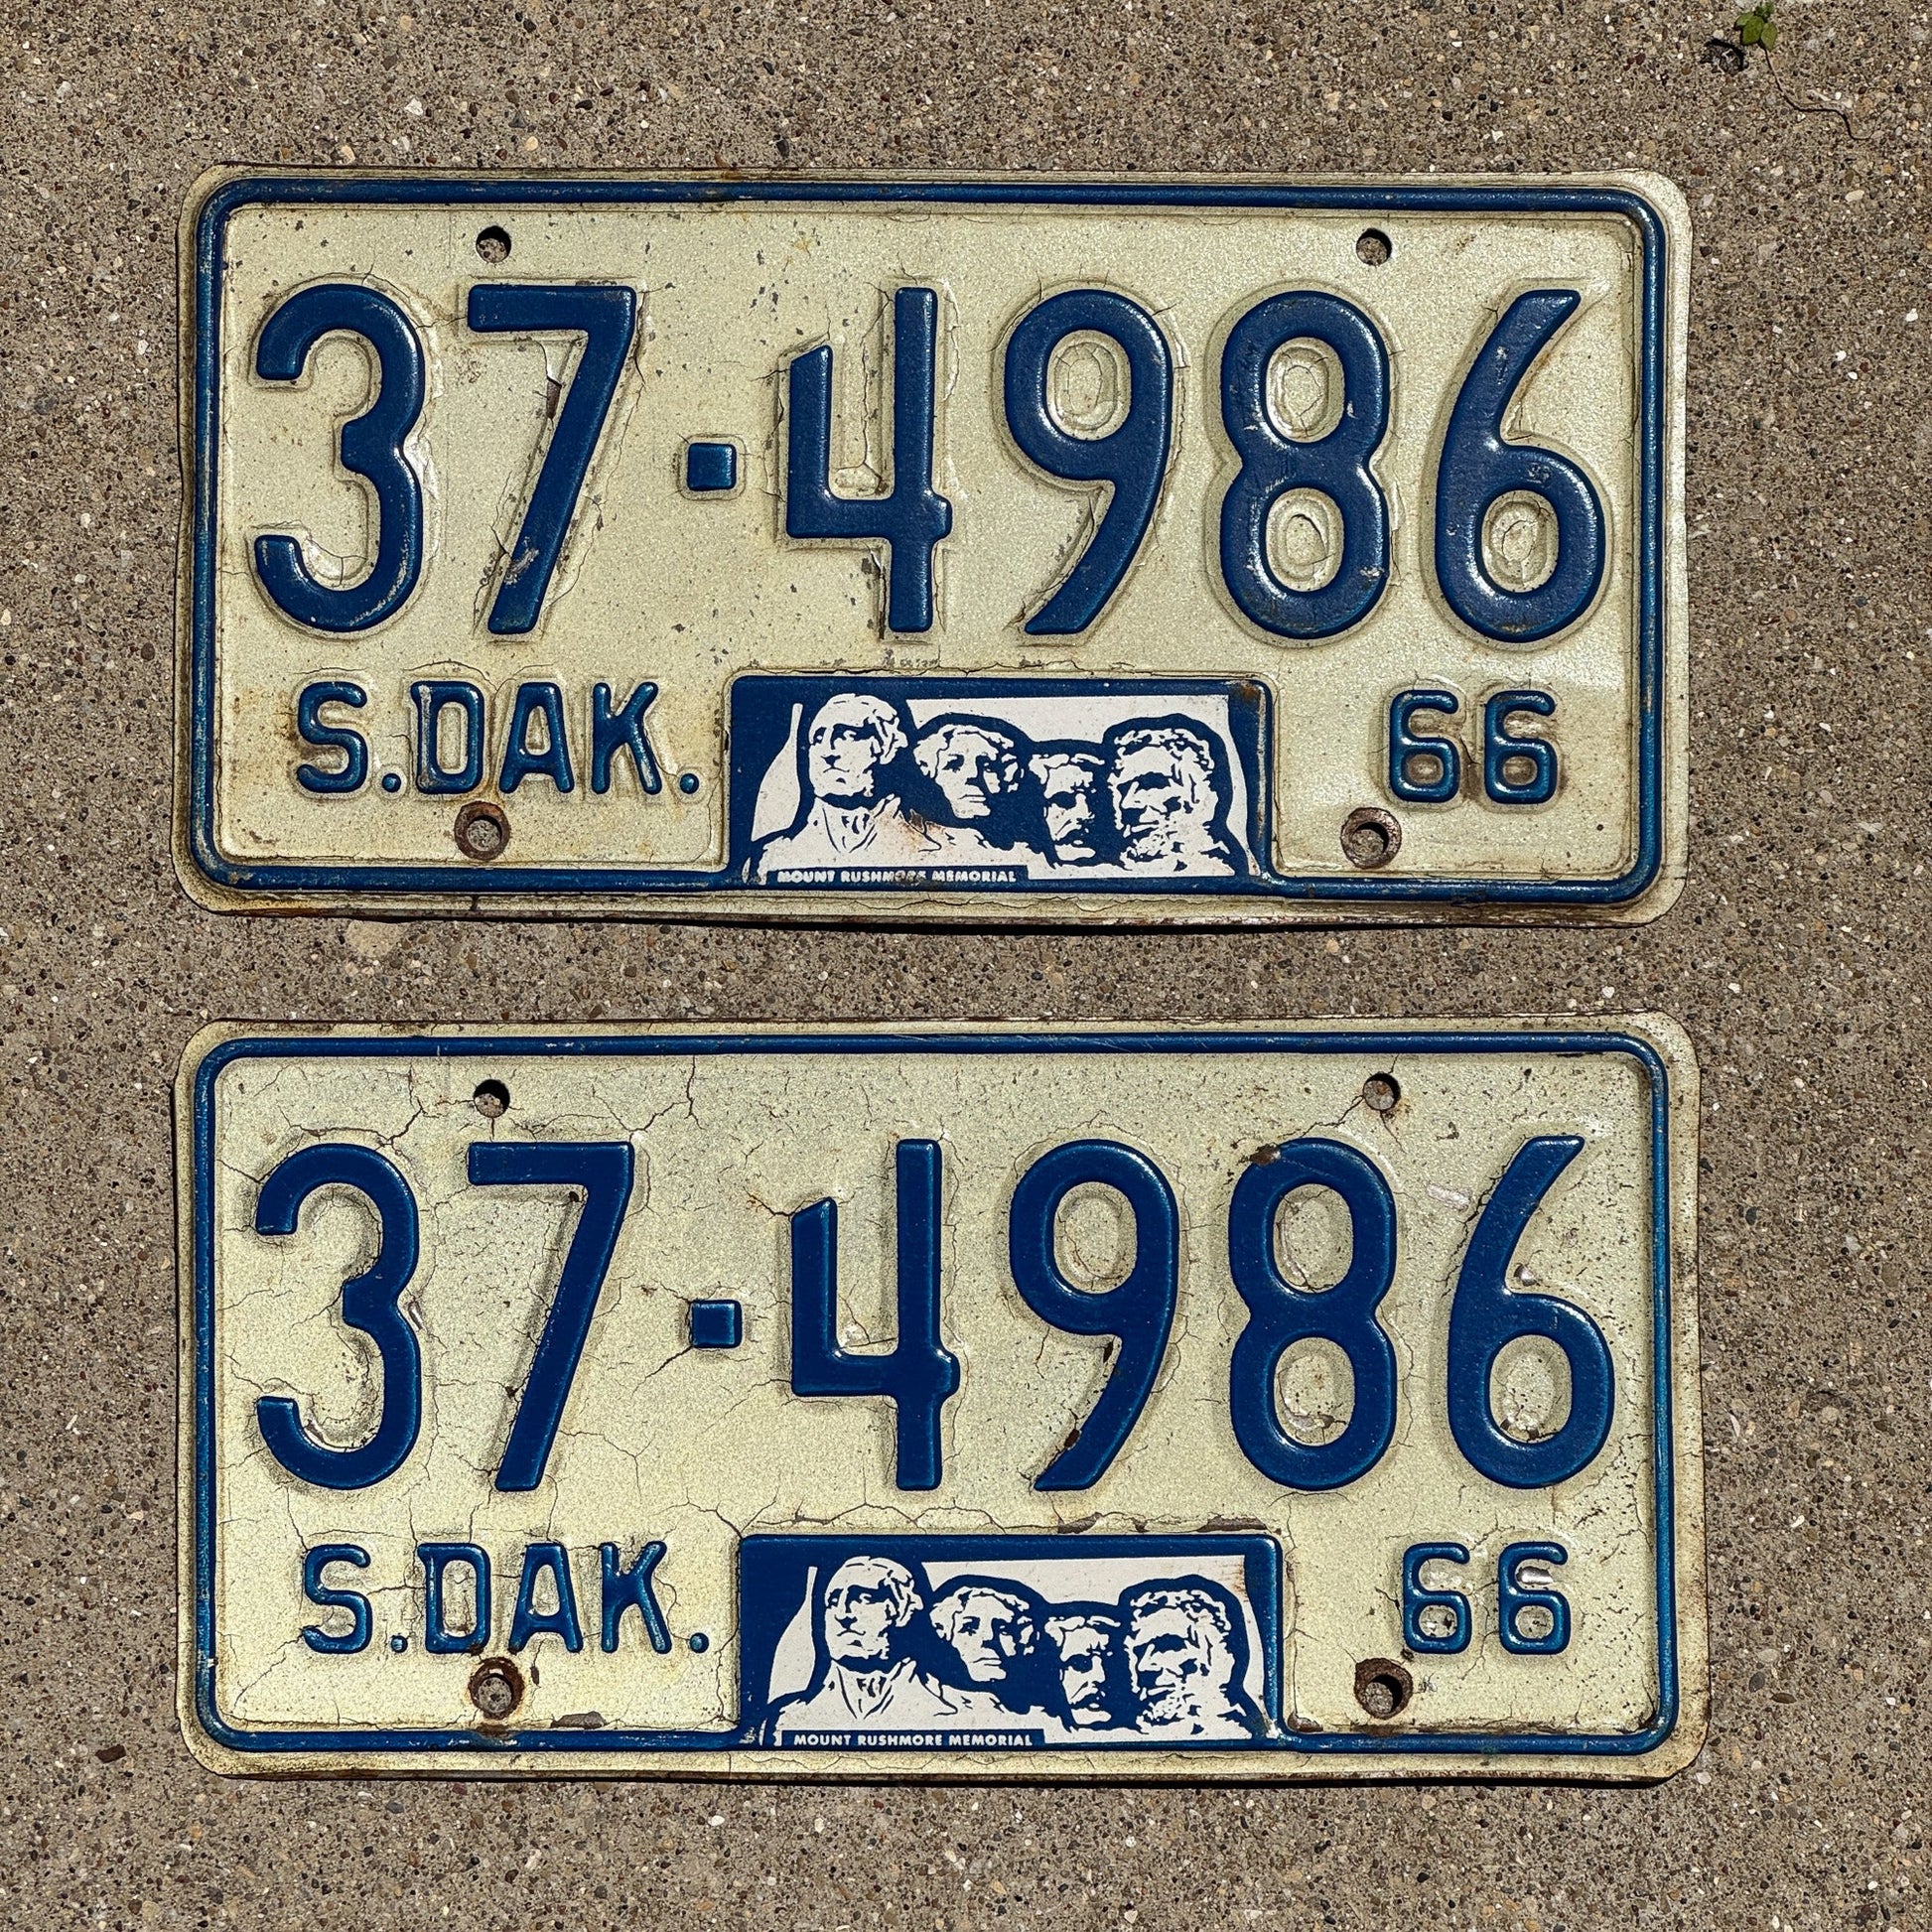 37-4986
S.DAK. 66
MOUNT RUSHMORE MEMORIAL
37-4986
S.DAK. 66
MOUNT RUSHMORE MEMORIAL